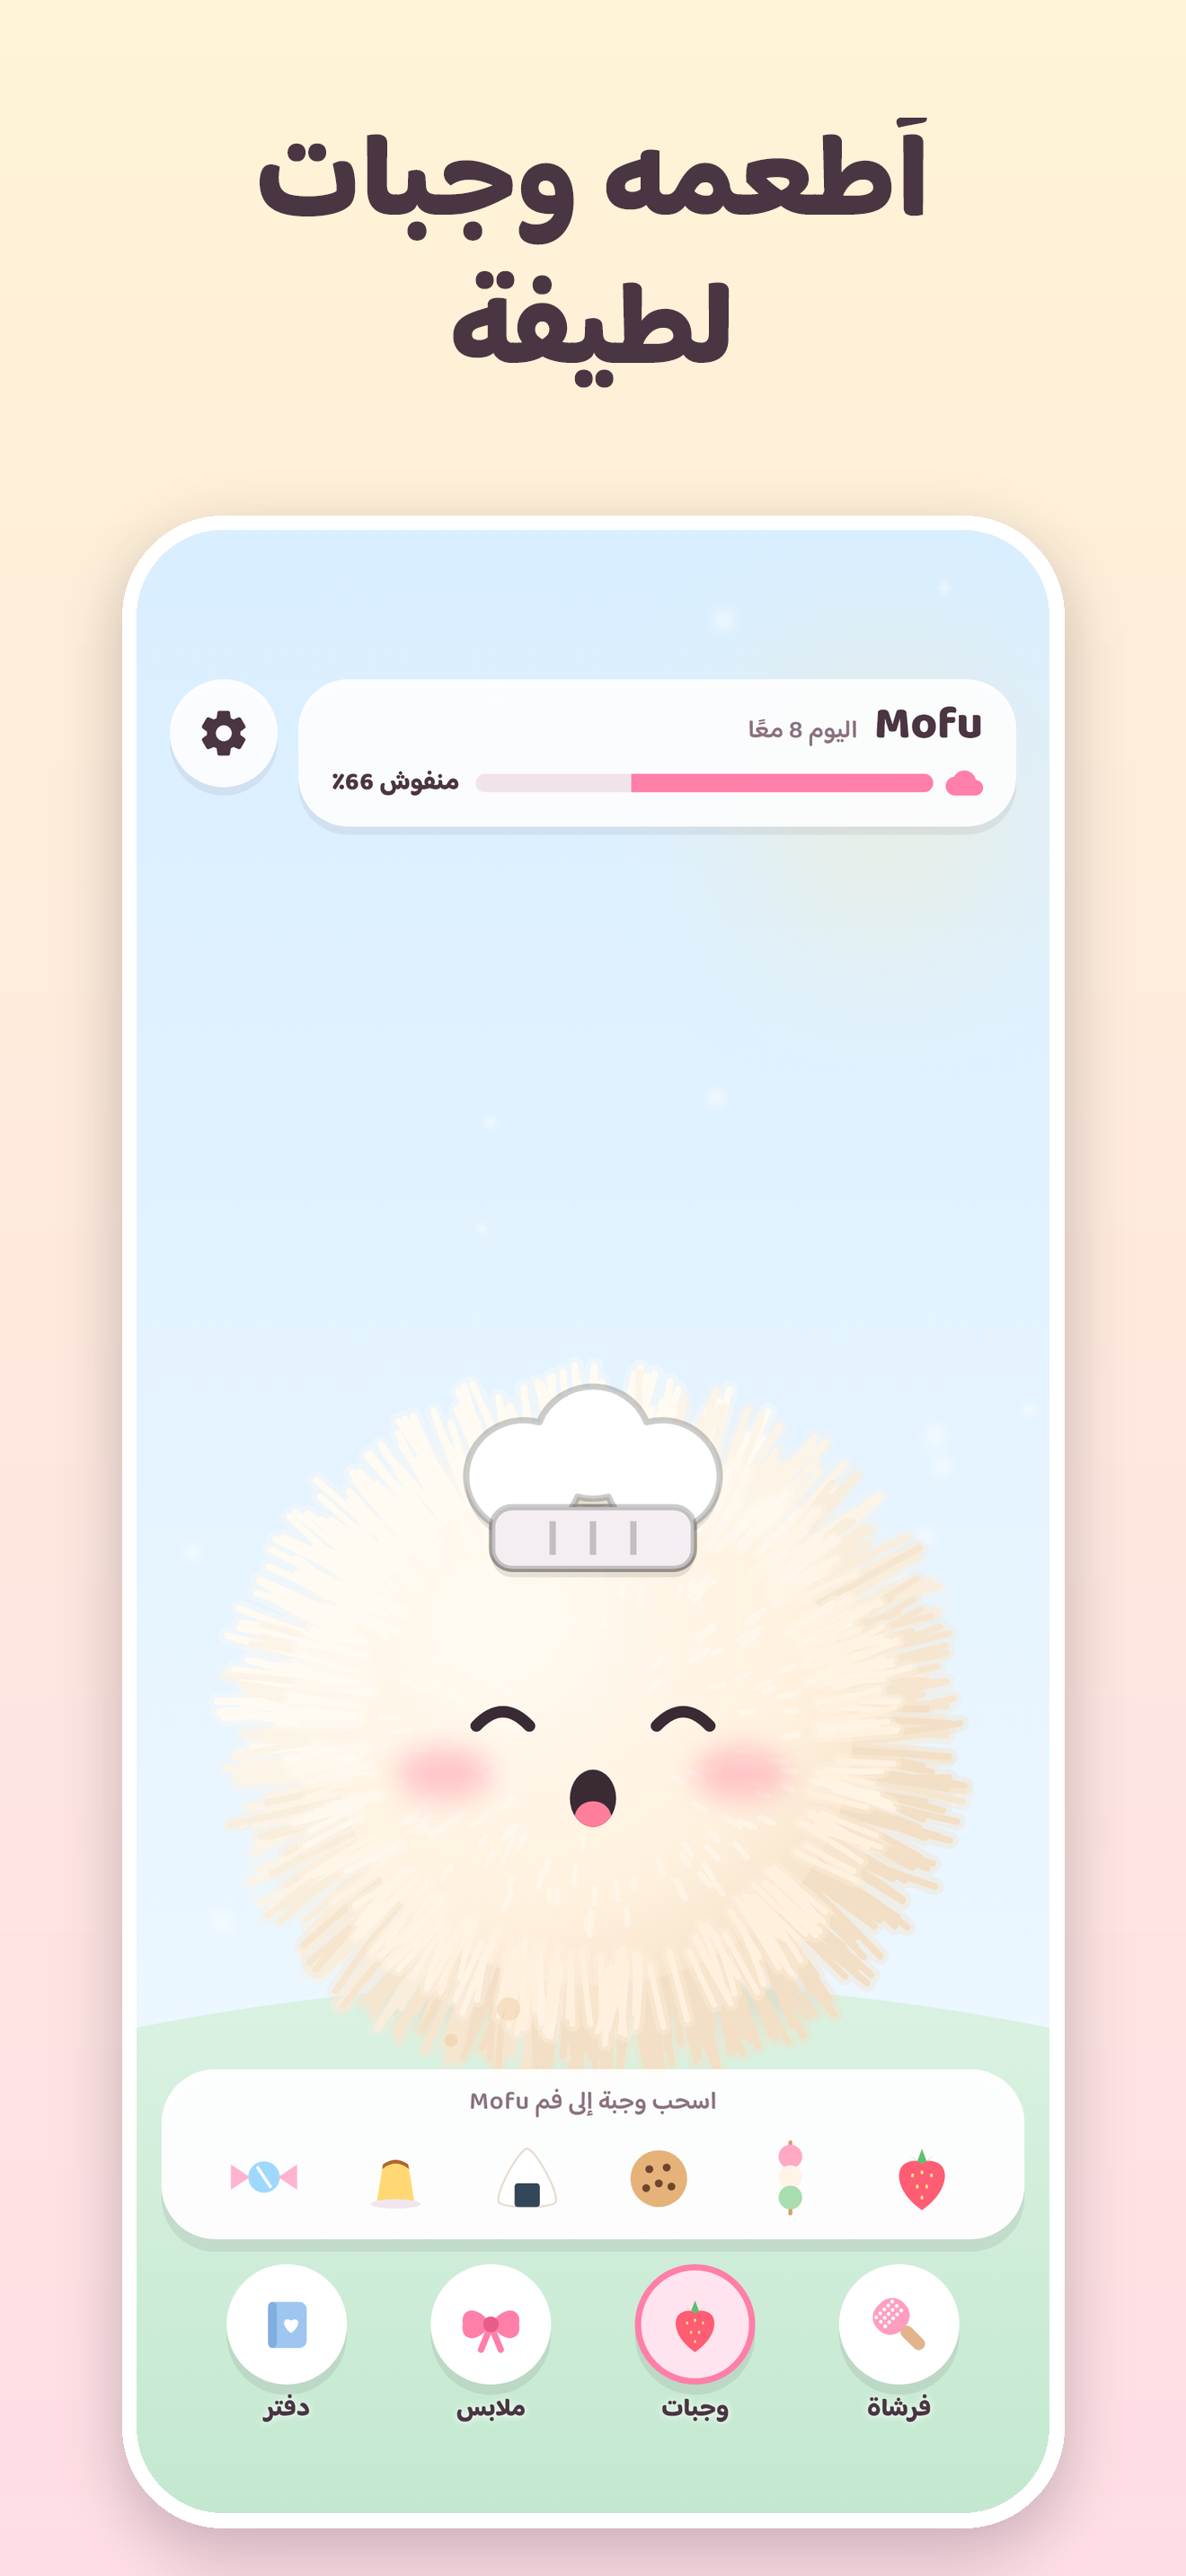 أطعمه وجبات
لطيفة
Mofu اليوم 8 معًا
منفوش 66٪
اسحب وجبة إلى فم Mofu
فرشاة
وجبات
ملابس
دفتر